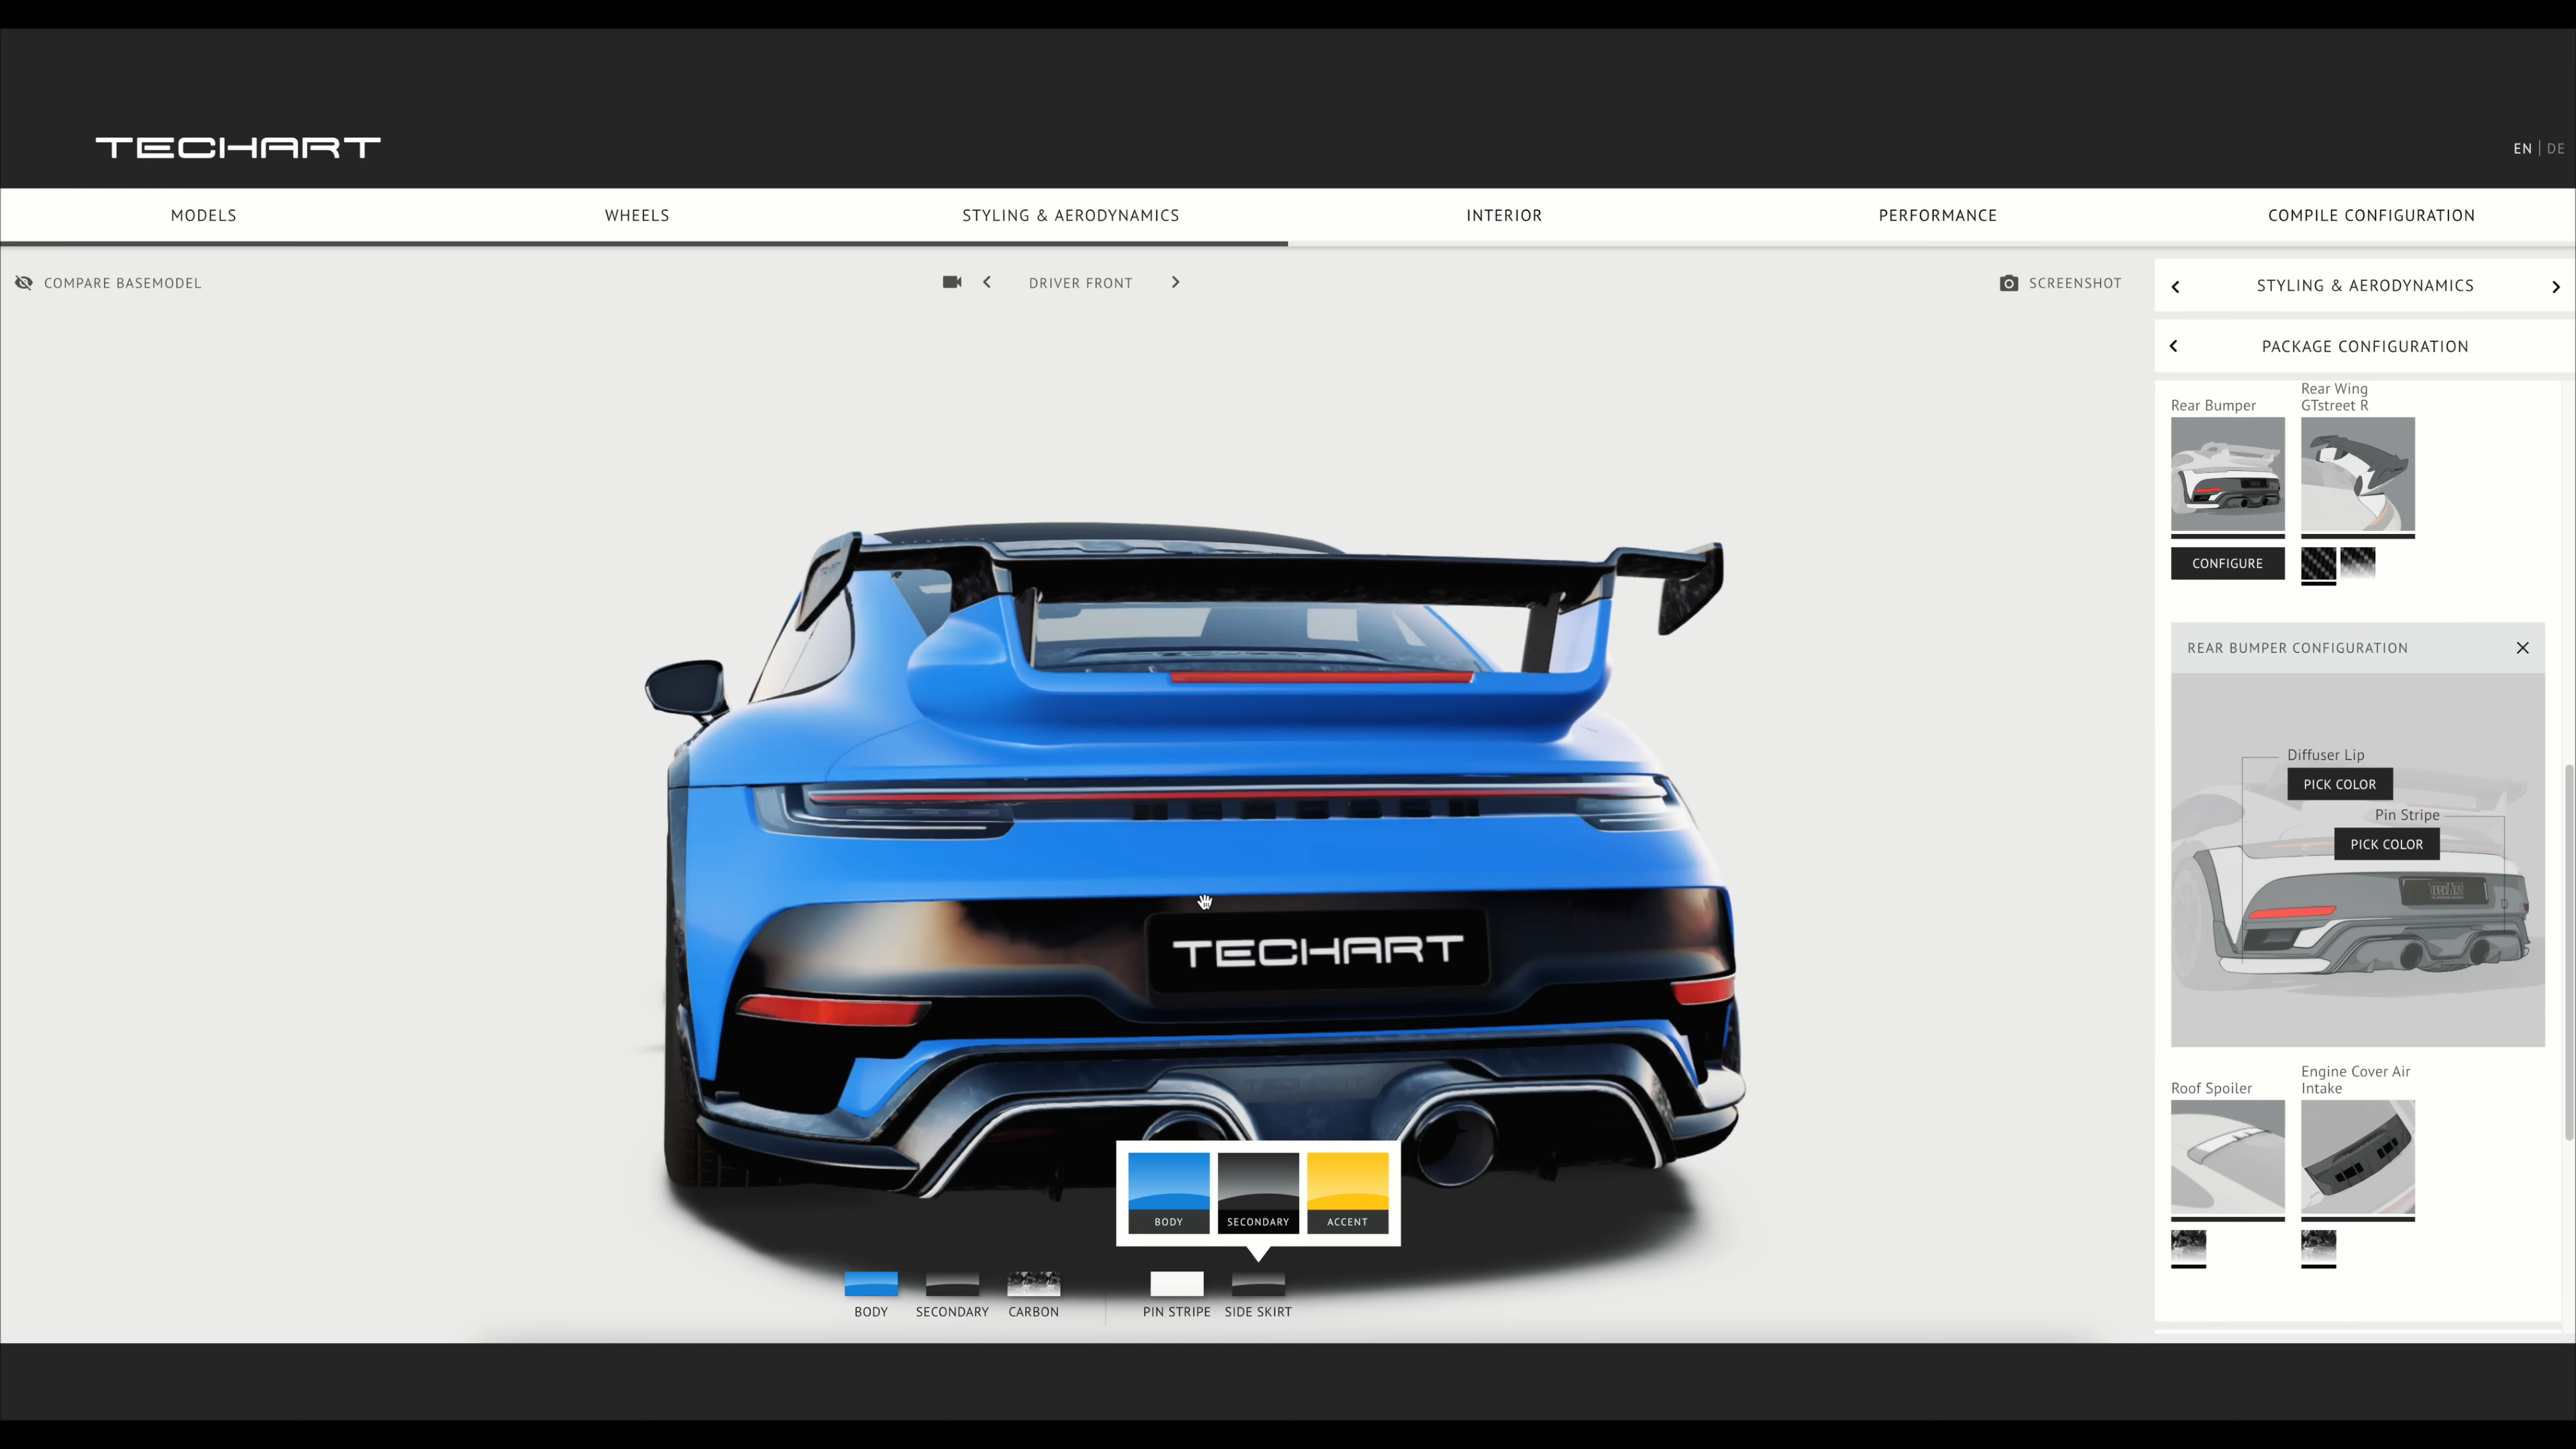 TECHART
EN | DE
MODELS
WHEELS
STYLING & AERODYNAMICS
INTERIOR
PERFORMANCE
COMPILE CONFIGURATION
COMPARE BASEMODEL
DRIVER FRONT
SCREENSHOT
STYLING & AERODYNAMICS
PACKAGE CONFIGURATION
Rear Bumper
Rear Wing
GTstreet R
CONFIGURE
REAR BUMPER CONFIGURATION
Diffuser Lip
PICK COLOR
Pin Stripe
PICK COLOR
TECHART
Roof Spoiler
Engine Cover Air
Intake
BODY
SECONDARY
ACCENT
BODY
SECONDARY
CARBON
PIN STRIPE
SIDE SKIRT